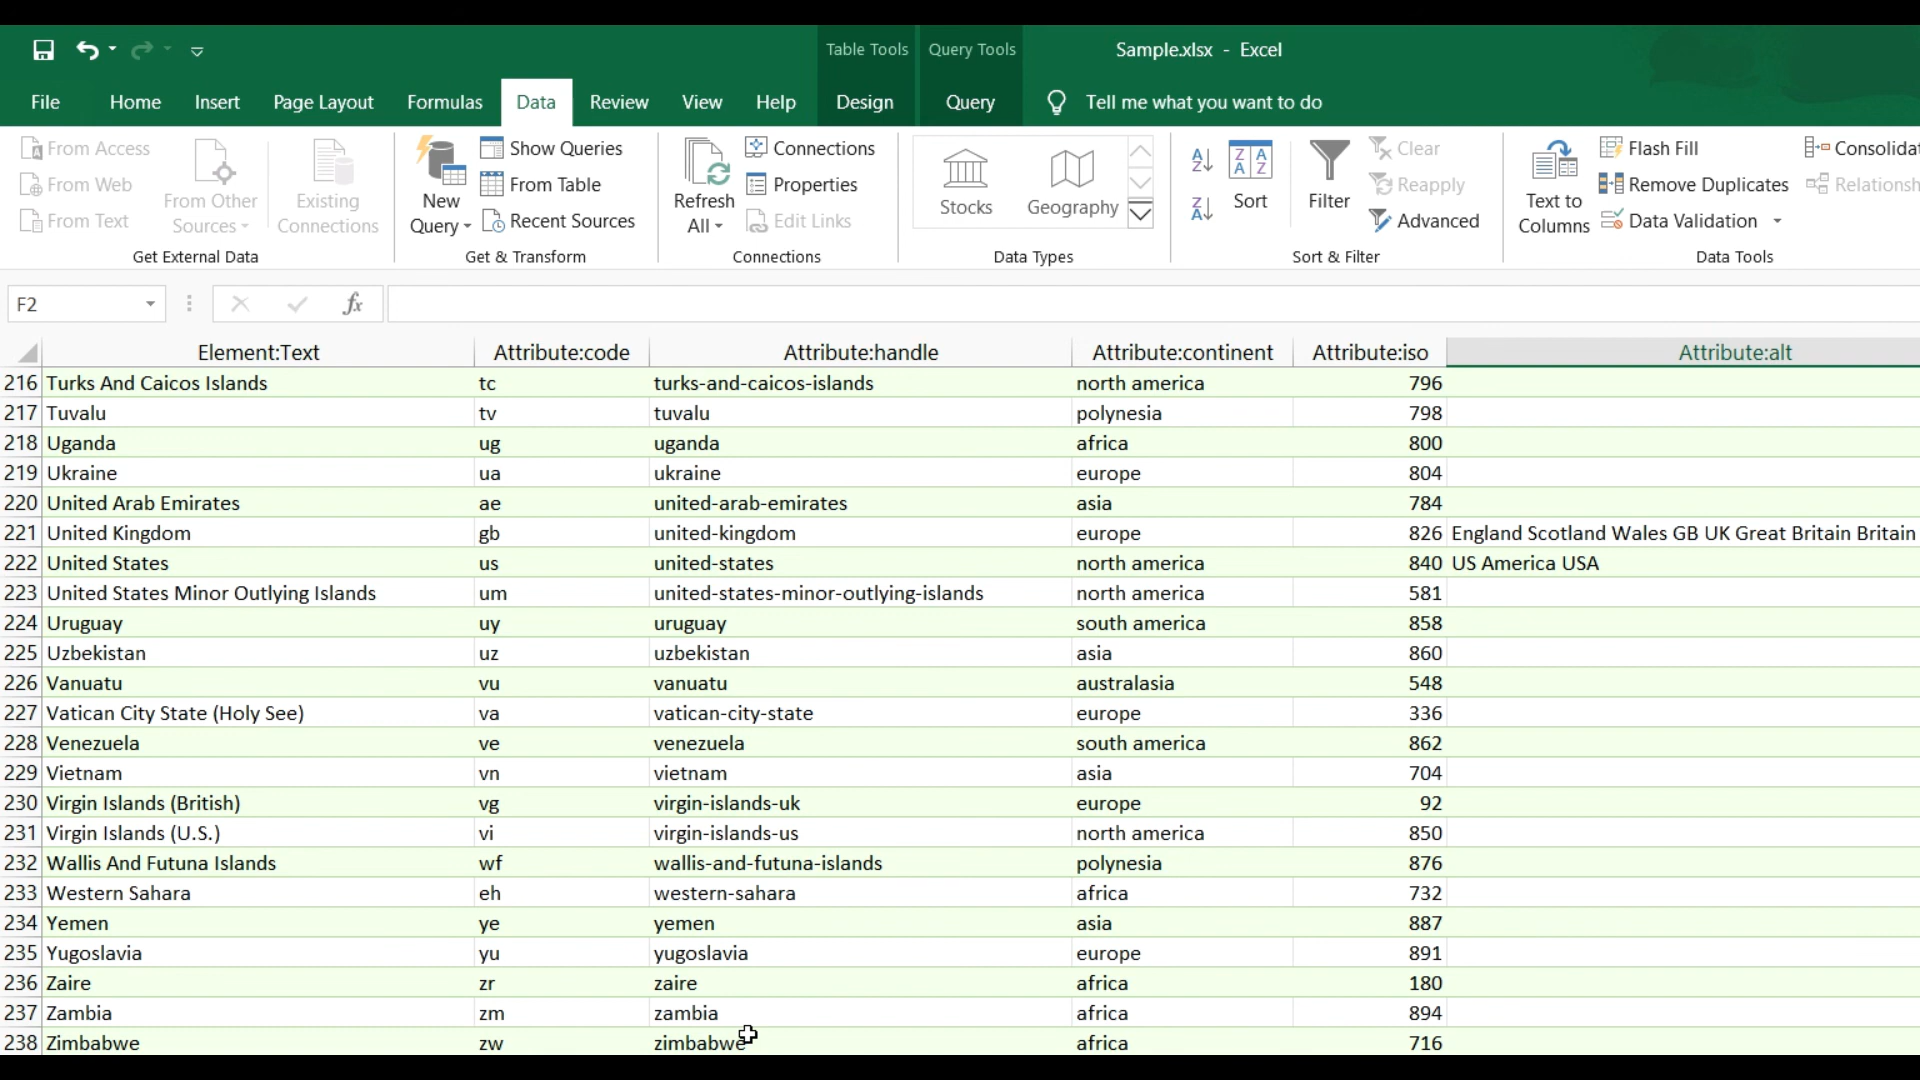 Table Tools Query Tools Sample.xlsx - Excel
File Home Insert Page Layout Formulas Data Review View Help Design Query Tell me what you want to do
From Access
From Web
From Text
From Other Sources
Existing Connections
Get External Data
New Query
Show Queries
From Table
Recent Sources
Get & Transform
Refresh All
Connections
Properties
Edit Links
Connections
Stocks
Geography
Data Types
Sort
Filter
Clear
Reapply
Advanced
Sort & Filter
Text to Columns
Flash Fill
Remove Duplicates
Data Validation
Consolidat
Relationsh
Data Tools
F2 fx
Element:Text Attribute:code Attribute:handle Attribute:continent Attribute:iso Attribute:alt
216 Turks And Caicos Islands tc turks-and-caicos-islands north america 796
217 Tuvalu tv tuvalu polynesia 798
218 Uganda ug uganda africa 800
219 Ukraine ua ukraine europe 804
220 United Arab Emirates ae united-arab-emirates asia 784
221 United Kingdom gb united-kingdom europe 826 England Scotland Wales GB UK Great Britain Britain
222 United States us united-states north america 840 US America USA
223 United States Minor Outlying Islands um united-states-minor-outlying-islands north america 581
224 Uruguay uy uruguay south america 858
225 Uzbekistan uz uzbekistan asia 860
226 Vanuatu vu vanuatu australasia 548
227 Vatican City State (Holy See) va vatican-city-state europe 336
228 Venezuela ve venezuela south america 862
229 Vietnam vn vietnam asia 704
230 Virgin Islands (British) vg virgin-islands-uk europe 92
231 Virgin Islands (U.S.) vi virgin-islands-us north america 850
232 Wallis And Futuna Islands wf wallis-and-futuna-islands polynesia 876
233 Western Sahara eh western-sahara africa 732
234 Yemen ye yemen asia 887
235 Yugoslavia yu yugoslavia europe 891
236 Zaire zr zaire africa 180
237 Zambia zm zambia africa 894
238 Zimbabwe zw zimbabwe africa 716